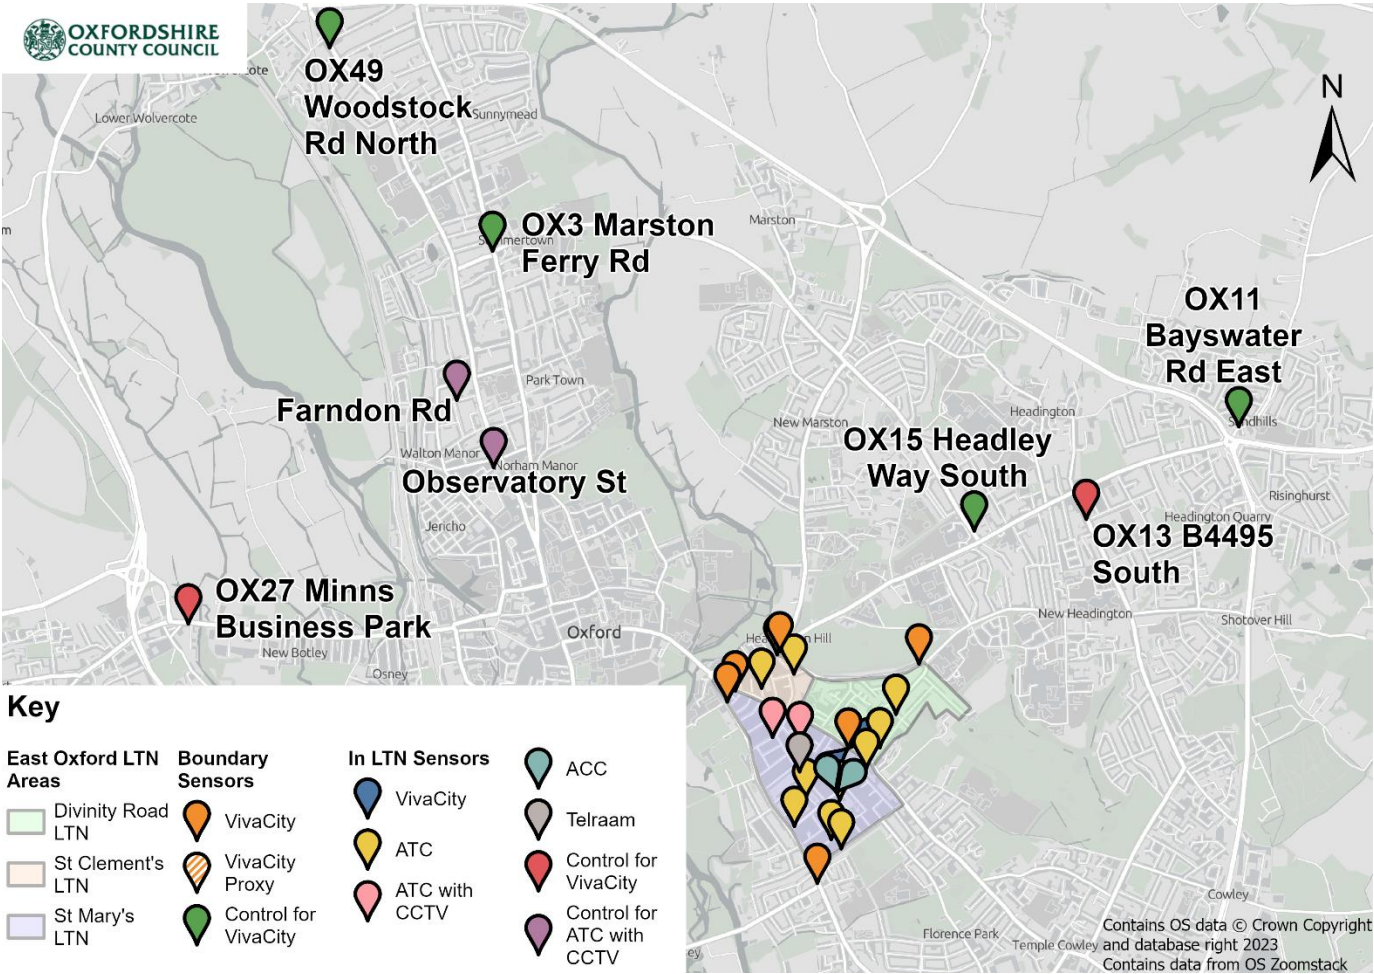 OXFORDSHIRE
COUNTY COUNCIL
OX49
Woodstock
Rd North
Lower Wolvercote
Sunnymead
N
OX3 Marston
Ferry Rd
Marston
OX11
Bayswater
Rd East
Sandhills
Park Town
Farndon Rd
Headington
New Marston
OX15 Headley
Way South
Walton Manor
Norham Manor
Observatory St
Risinghurst
Headington Quarry
OX13 B4495
South
Jericho
OX27 Minns
Business Park
New Botley
Osney
Oxford
New Headington
Shotover Hill
Cowley
Florence Park
Temple Cowley
Key
East Oxford LTN
Areas
Divinity Road
LTN
St Clement's
LTN
St Mary's
LTN
Boundary
Sensors
VivaCity
VivaCity
Proxy
Control for
VivaCity
In LTN Sensors
VivaCity
ATC
ATC with
CCTV
ACC
Telraam
Control for
VivaCity
Control for
ATC with
CCTV
Contains OS data © Crown Copyright
and database right 2023
Contains data from OS Zoomstack